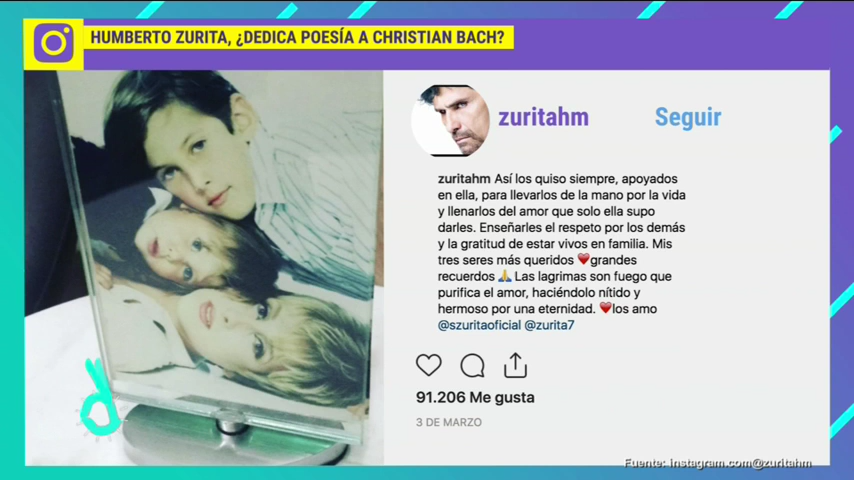 HUMBERTO ZURITA, ¿DEDICA POESÍA A CHRISTIAN BACH?
zuritahm
Seguir
zuritahm Así los quiso siempre, apoyados
en ella, para llevarlos de la mano por la vida
y llenarlos del amor que solo ella supo
darles. Enseñarles el respeto por los demás
y la gratitud de estar vivos en familia. Mis
tres seres más queridos ❤️grandes
recuerdos 🙏 Las lagrimas son fuego que
purifica el amor, haciéndolo nítido y
hermoso por una eternidad. ❤️los amo
@szuritaoficial @zurita7
91.206 Me gusta
3 DE MARZO
Fuente: Instagram.com@zuritahm